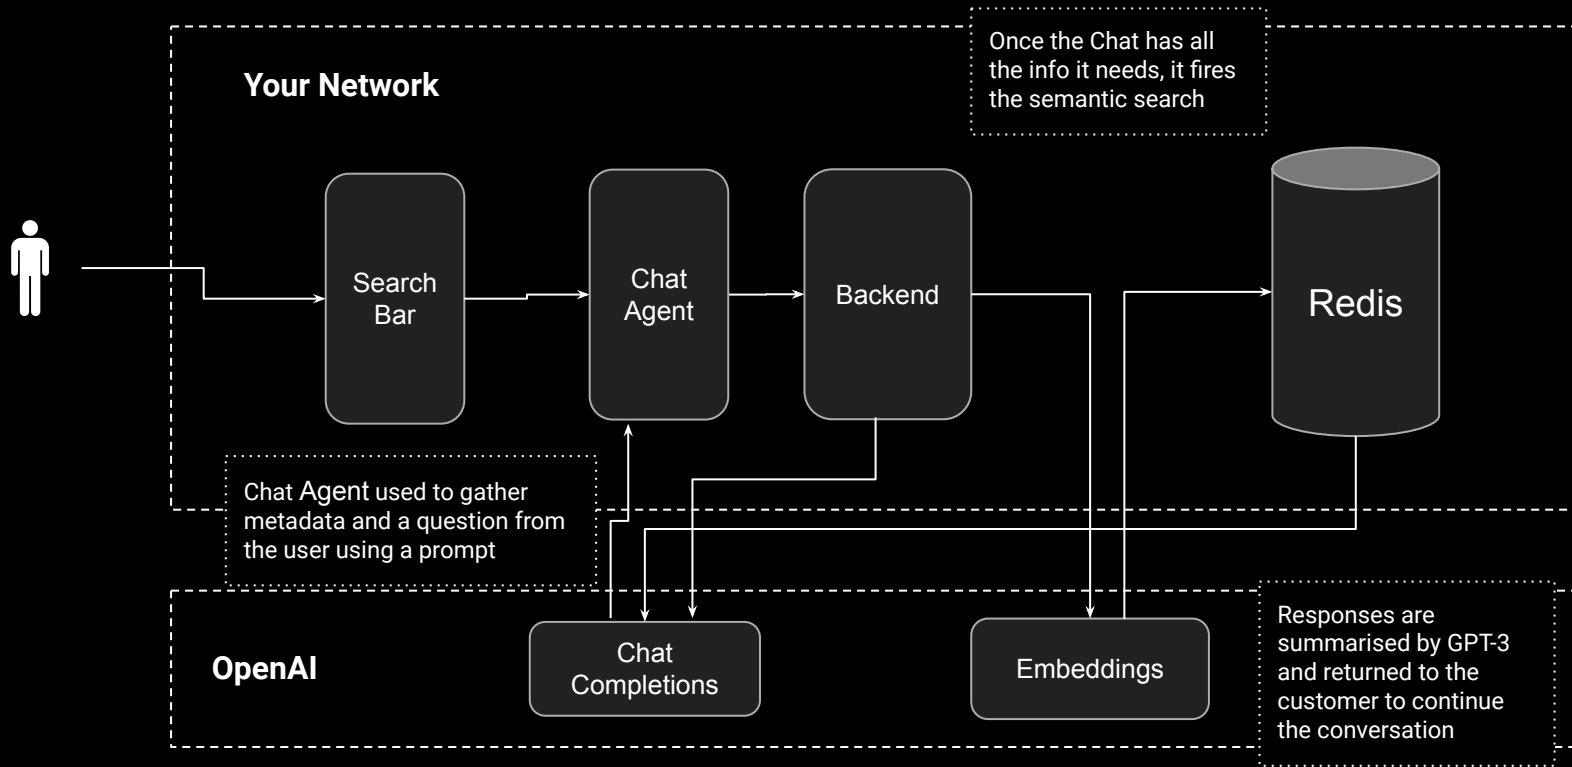 Once the Chat has all
the info it needs, it fires
the semantic search
Your Network
Search
Bar
Chat
Agent
Backend
Redis
Chat Agent used to gather
metadata and a question from
the user using a prompt
OpenAI
Chat
Completions
Embeddings
Responses are
summarised by GPT-3
and returned to the
customer to continue
the conversation